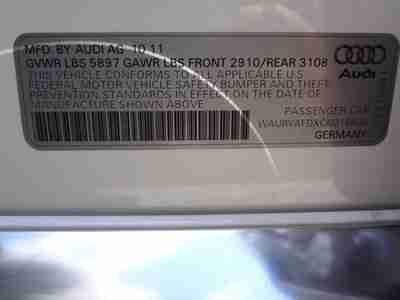 MFD. BY AUDI AG 10.11
GVWR LBS 5897 GAWR LBS FRONT 2910/REAR 3108
THIS VEHICLE CONFORMS TO ALL APPLICABLE U.S.
FEDERAL MOTOR VEHICLE SAFETY BUMPER AND THEFT
PREVENTION STANDARDS IN EFFECT ON THE DATE OF
MANUFACTURE SHOWN ABOVE.
Audi
PASSENGER CAR
GERMANY